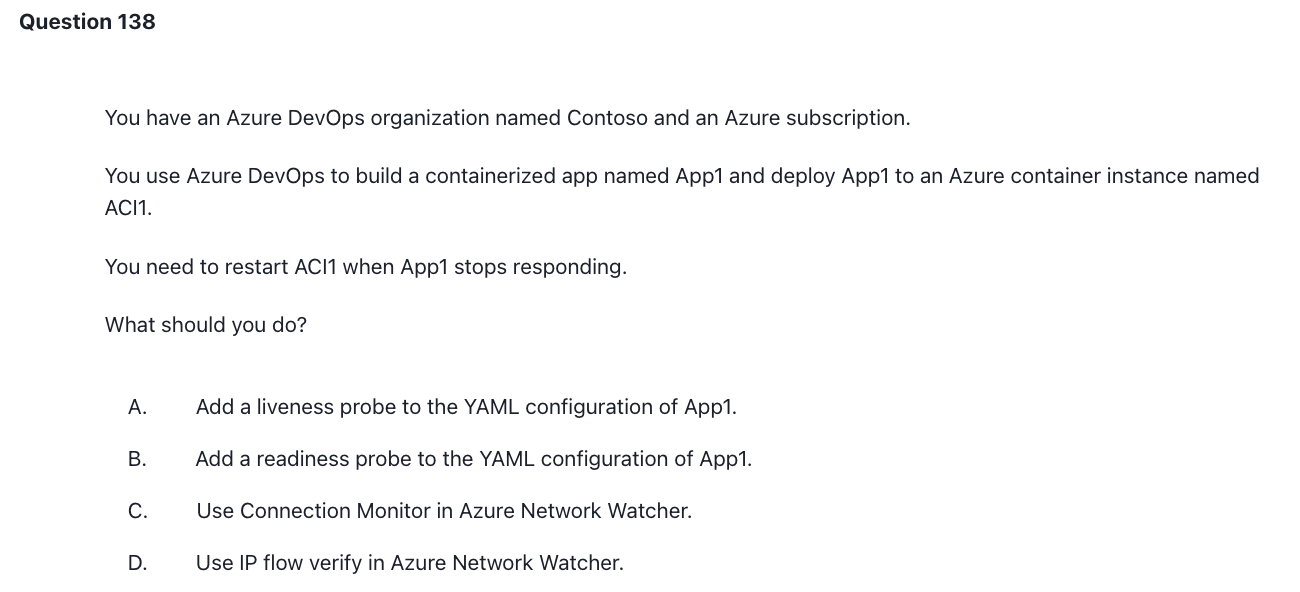 Question 138
You have an Azure DevOps organization named Contoso and an Azure subscription.
You use Azure DevOps to build a containerized app named App1 and deploy App1 to an Azure container instance named
ACI1.
You need to restart ACI1 when App1 stops responding.
What should you do?
A. Add a liveness probe to the YAML configuration of App1.
B. Add a readiness probe to the YAML configuration of App1.
C. Use Connection Monitor in Azure Network Watcher.
D. Use IP flow verify in Azure Network Watcher.